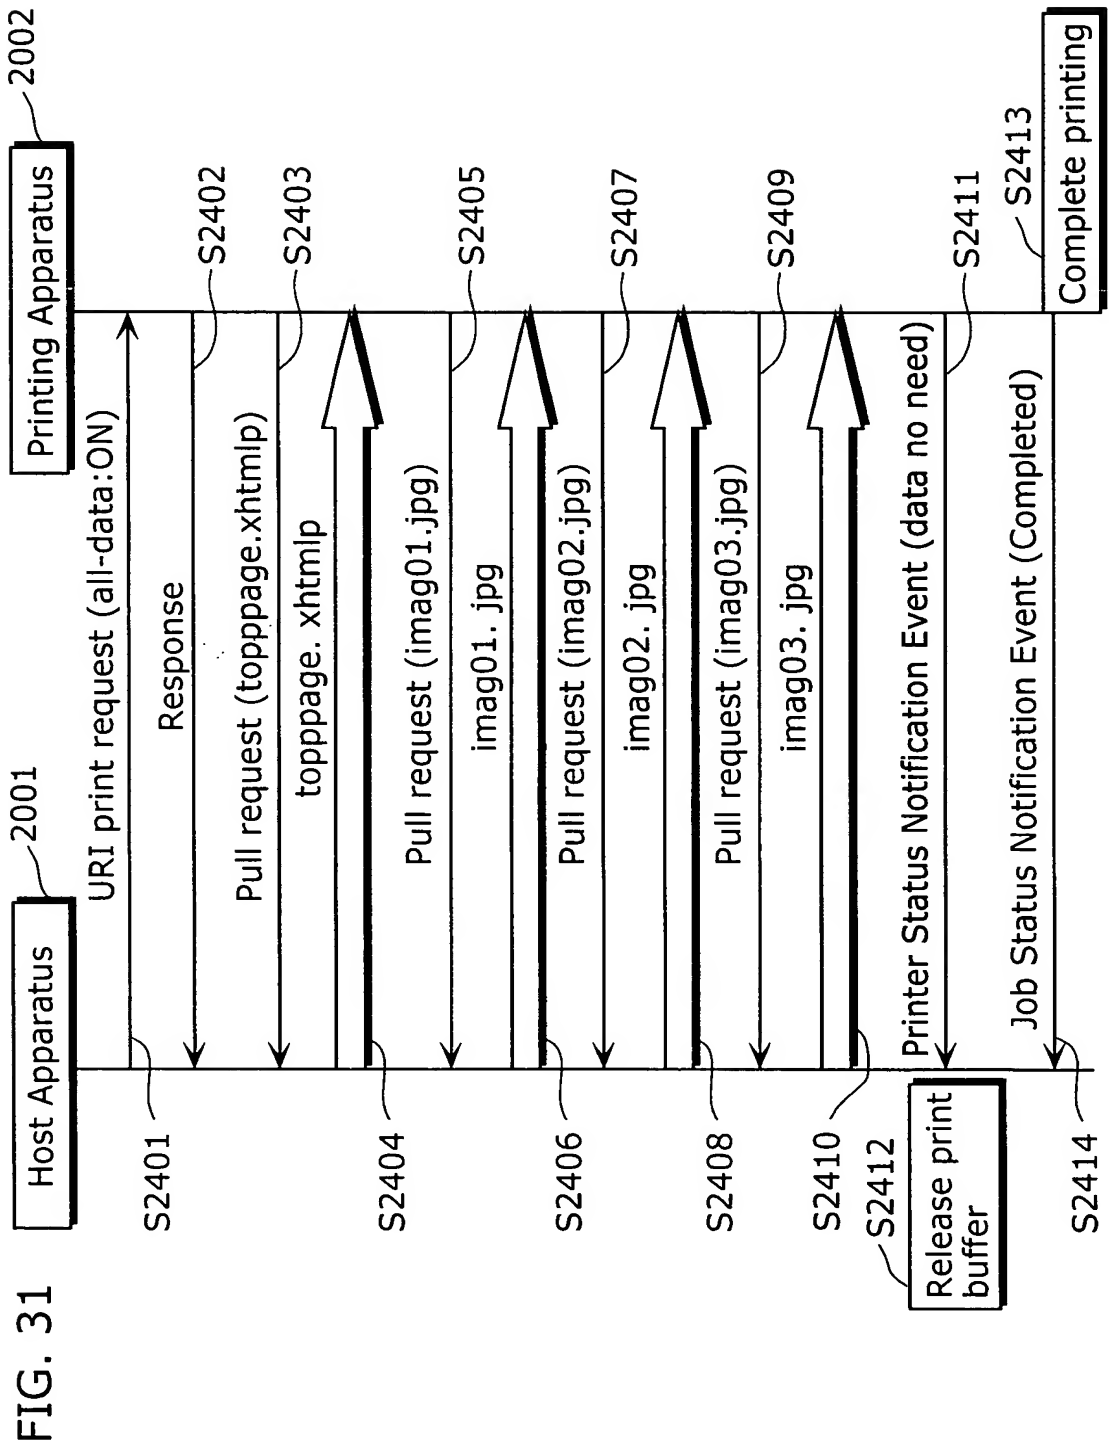 FIG. 31
Host Apparatus
2001
Printing Apparatus
2002
URI print request (all-data:ON)
S2401
Response
S2402
Pull request (topppage.xhtmlp)
S2403
topppage. xhtmlp
S2404
Pull request (imag01.jpg)
S2405
imag01. jpg
S2406
Pull request (imag02.jpg)
S2407
imag02. jpg
S2408
Pull request (imag03.jpg)
S2409
imag03. jpg
S2410
Printer Status Notification Event (data no need)
S2411
S2412
Release print
buffer
Job Status Notification Event (Completed)
S2413
Complete printing
S2414